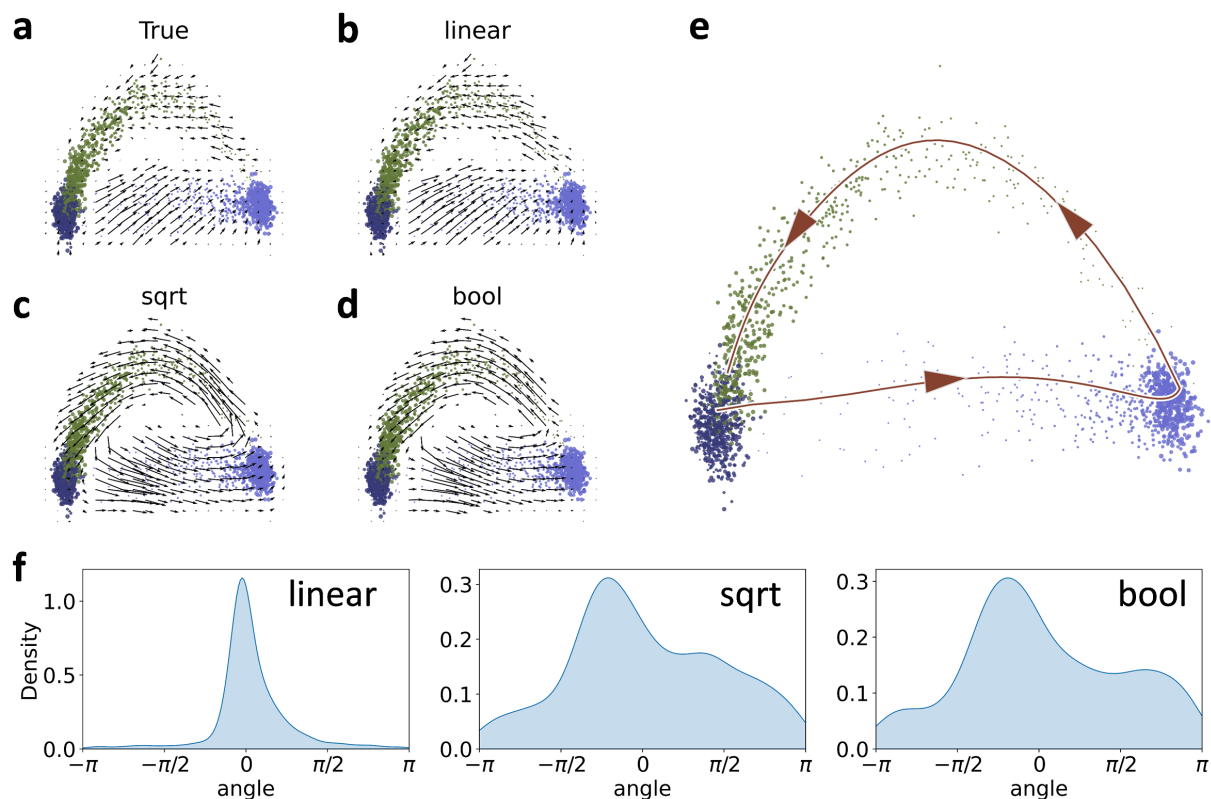 a
True
b
linear
e
c
sqrt
d
bool
f
linear
sqrt
bool
Density
1.0
0.5
0.0
−π
−π/2
0
π/2
π
angle
0.3
0.2
0.1
0.0
−π
−π/2
0
π/2
π
angle
0.3
0.2
0.1
0.0
−π
−π/2
0
π/2
π
angle